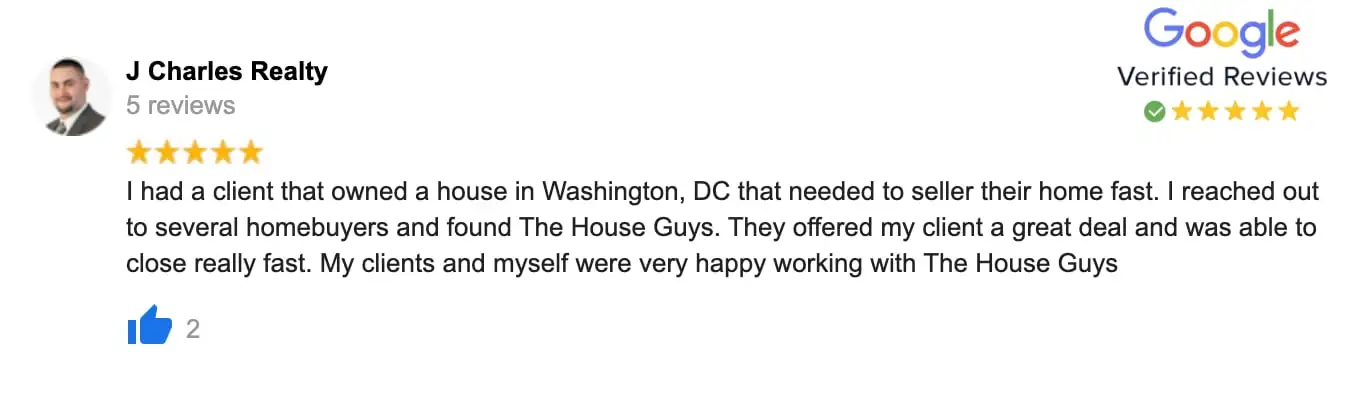 Google
Verified Reviews
J Charles Realty
5 reviews
I had a client that owned a house in Washington, DC that needed to seller their home fast. I reached out
to several homebuyers and found The House Guys. They offered my client a great deal and was able to
close really fast. My clients and myself were very happy working with The House Guys
2